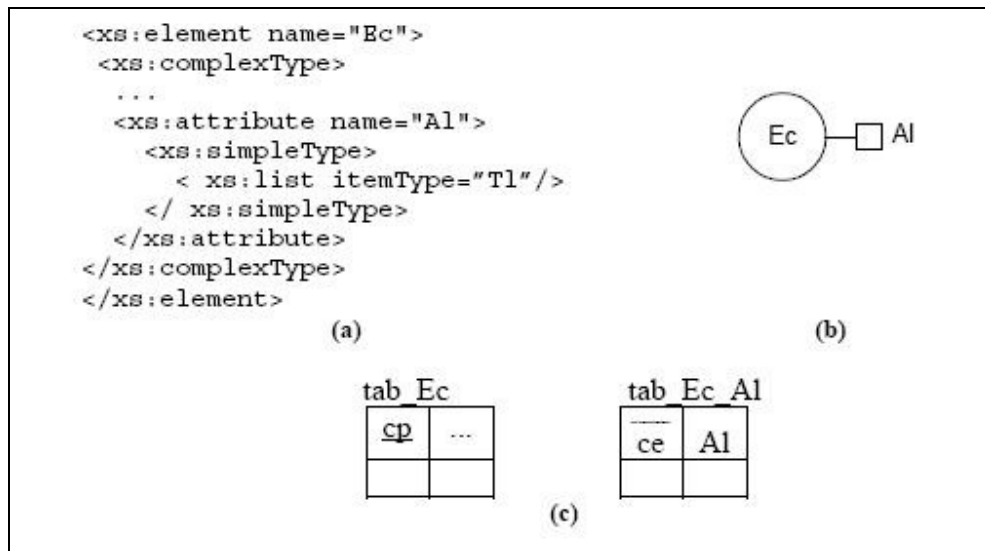 <xs:element name="Ec">
<xs:complexType>
...
<xs:attribute name="Al">
<xs:simpleType>
< xs:list itemType="Tl"/>
</ xs:simpleType>
</xs:attribute>
</xs:complexType>
</xs:element>
(a)
Ec Al
(b)
tab_Ec
cp ...
tab_Ec_Al
ce Al
(c)